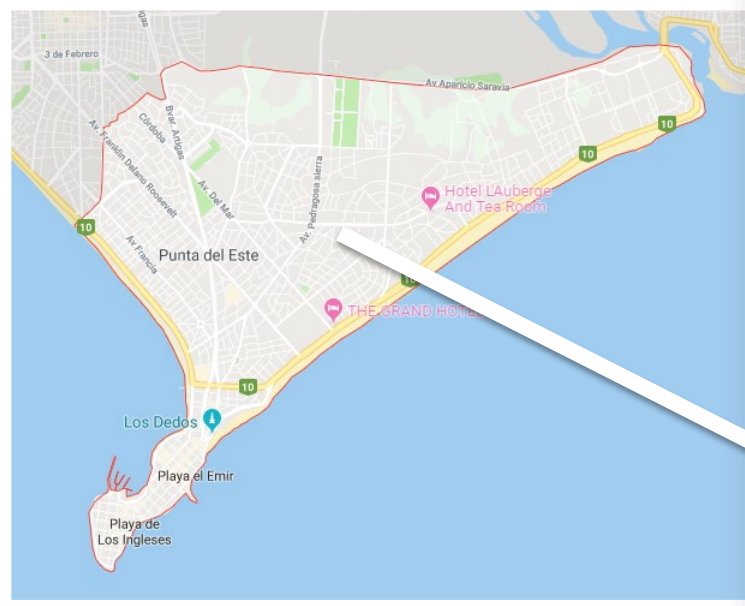 3 de Febrero
Av Aparicio Saravia
Bvar. Artigas
Córdoba
Av. Franklin Delano Roosevelt
10
10
Av. Pedragosa sierra
Av. Del Mar
Hotel L'Auberge
And Tea Room
10
Av Francia
Punta del Este
10
THE GRAND HOTEL
10
Los Dedos
Playa el Emir
Playa de
Los Ingleses